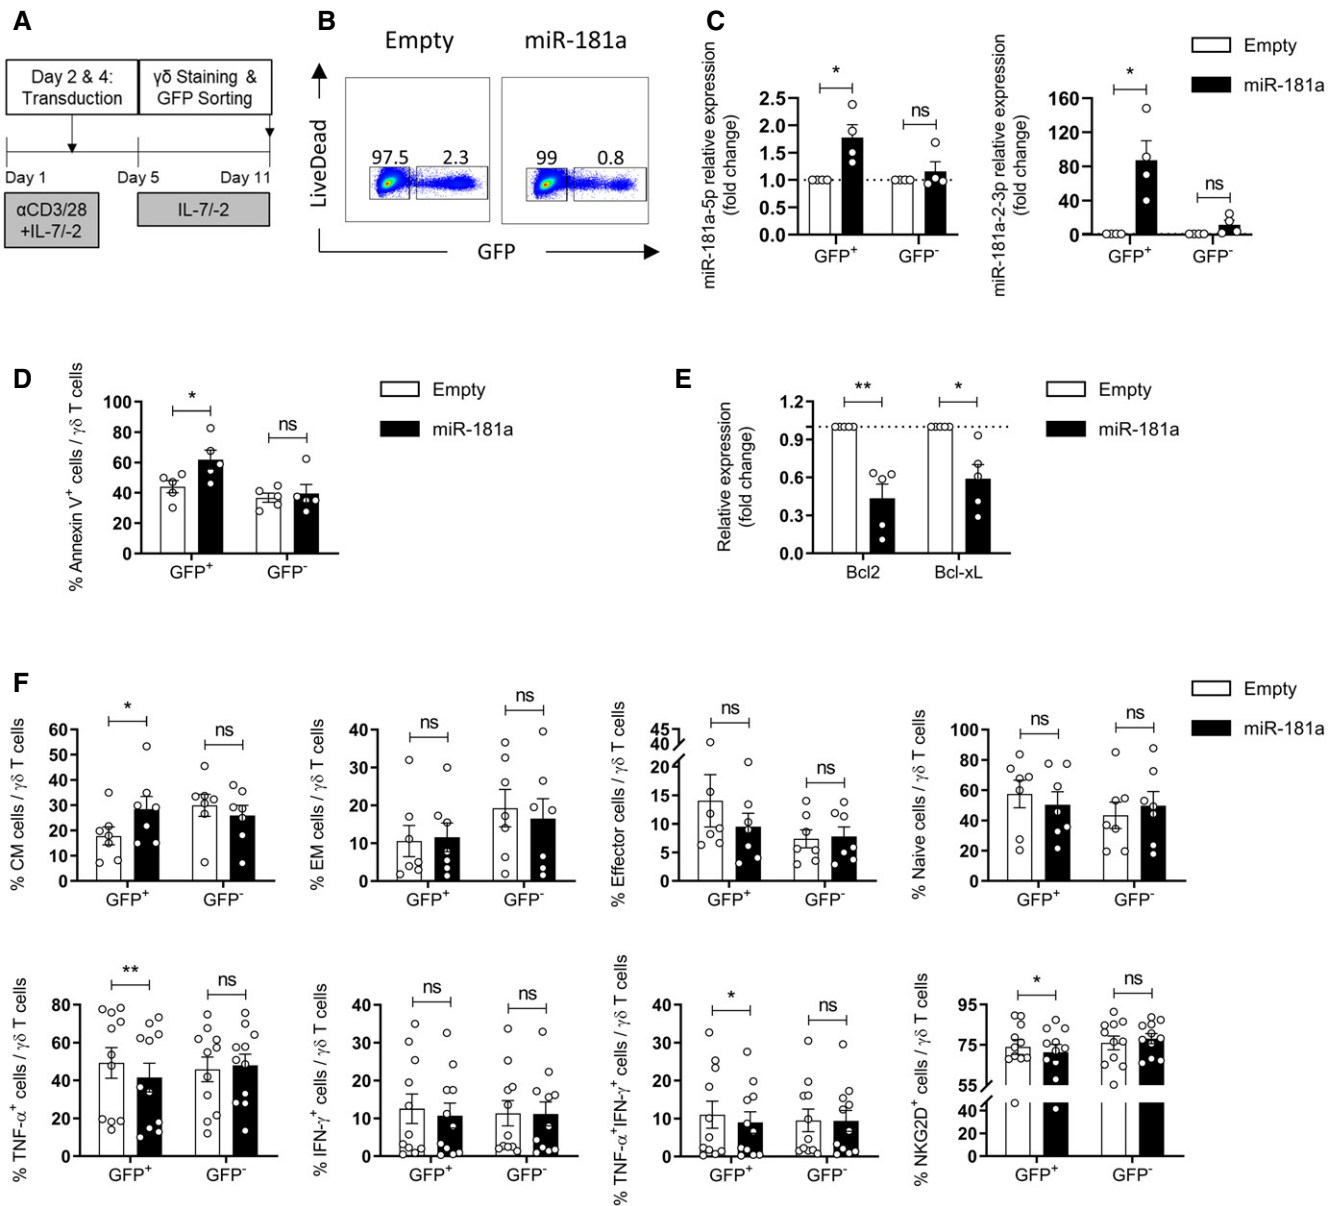 A
Day 2 & 4:
Transduction
γδ Staining &
GFP Sorting
Day 1
Day 5
Day 11
αCD3/28
+IL-7/-2
IL-7/-2
B
Empty
miR-181a
LiveDead
97.5
2.3
99
0.8
GFP
C
miR-181a-5p relative expression
(fold change)
2.5
2.0
1.5
1.0
0.5
0.0
*
ns
GFP+
GFP-
miR-181a-2-3p relative expression
(fold change)
160
120
80
40
0
*
ns
GFP+
GFP-
Empty
miR-181a
D
% Annexin V+ cells / γδ T cells
100
80
60
40
20
0
*
ns
GFP+
GFP-
Empty
miR-181a
E
Relative expression
(fold change)
1.2
0.9
0.6
0.3
0.0
**
*
Bcl2
Bcl-xL
Empty
miR-181a
F
Empty
miR-181a
% CM cells / γδ T cells
60
50
40
30
20
10
0
*
ns
GFP+
GFP-
% EM cells / γδ T cells
40
30
20
10
0
ns
ns
GFP+
GFP-
% Effector cells / γδ T cells
45
40
20
15
10
5
0
ns
ns
GFP+
GFP-
% Naive cells / γδ T cells
100
80
60
40
20
0
ns
ns
GFP+
GFP-
% TNF-α+ cells / γδ T cells
80
60
40
20
0
**
ns
GFP+
GFP-
% IFN-γ+ cells / γδ T cells
40
30
20
10
0
ns
ns
GFP+
GFP-
% TNF-α+IFN-γ+ cells / γδ T cells
40
30
20
10
0
*
ns
GFP+
GFP-
% NKG2D+ cells / γδ T cells
95
75
55
40
20
0
*
ns
GFP+
GFP-